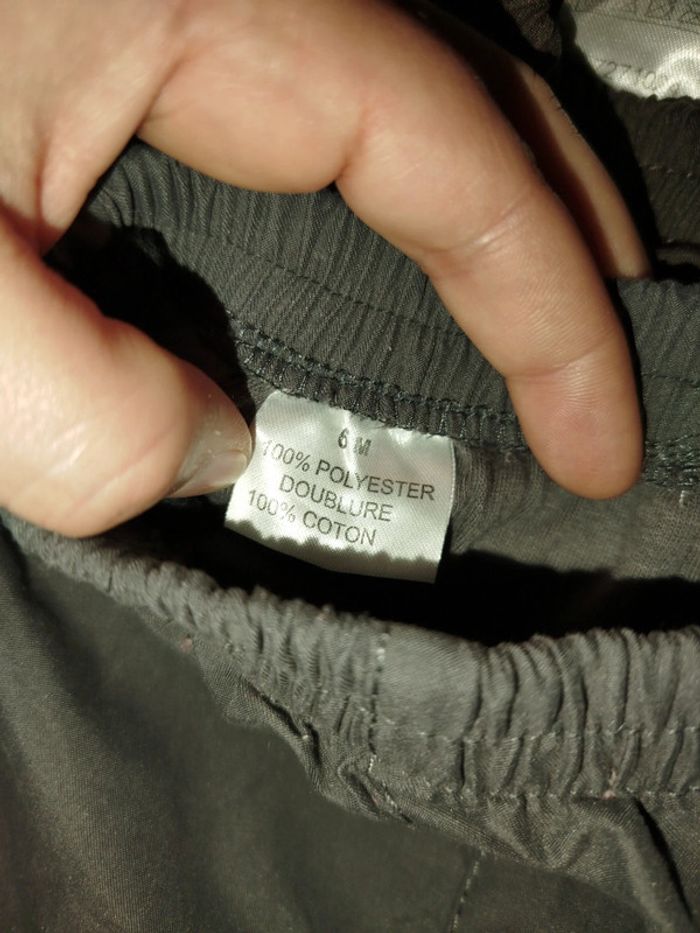 6 M
100% POLYESTER
DOUBLURE
100% COTON